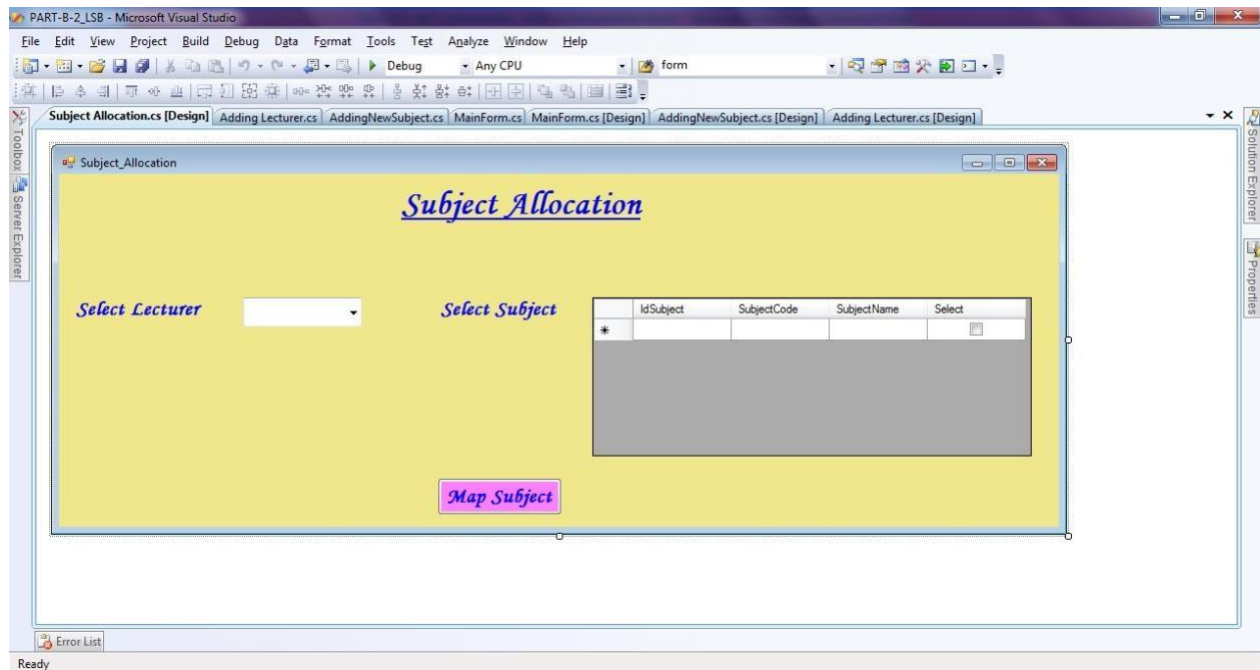 PART-B-2_LSB - Microsoft Visual Studio
File Edit View Project Build Debug Data Format Tools Test Analyze Window Help
Debug Any CPU form
Subject Allocation.cs [Design] Adding Lecturer.cs AddingNewSubject.cs MainForm.cs MainForm.cs [Design] AddingNewSubject.cs [Design] Adding Lecturer.cs [Design]
Toolbox
Server Explorer
Solution Explorer
Properties
Subject_Allocation
Subject Allocation
Select Lecturer
Select Subject
IdSubject SubjectCode SubjectName Select
Map Subject
Error List
Ready